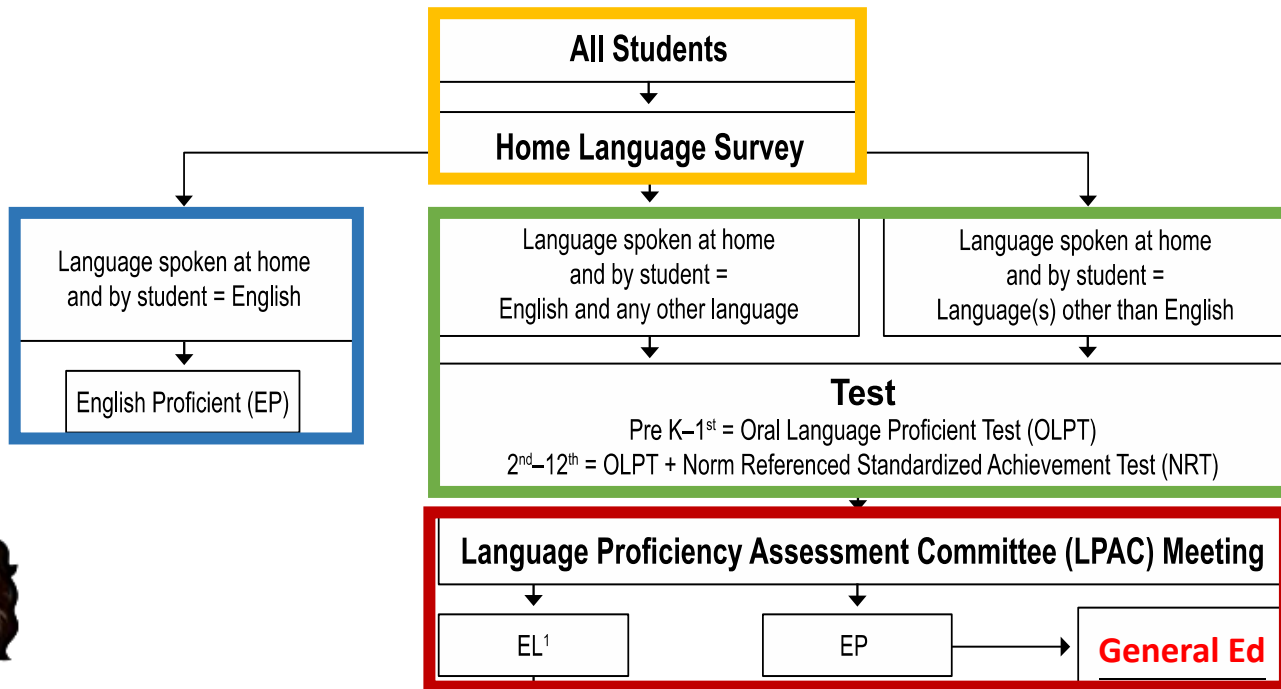 All Students
Home Language Survey
Language spoken at home
and by student = English
English Proficient (EP)
Language spoken at home
and by student =
English and any other language
Language spoken at home
and by student =
Language(s) other than English
Test
Pre K–1st = Oral Language Proficient Test (OLPT)
2nd–12th = OLPT + Norm Referenced Standardized Achievement Test (NRT)
Language Proficiency Assessment Committee (LPAC) Meeting
EL1
EP
General Ed